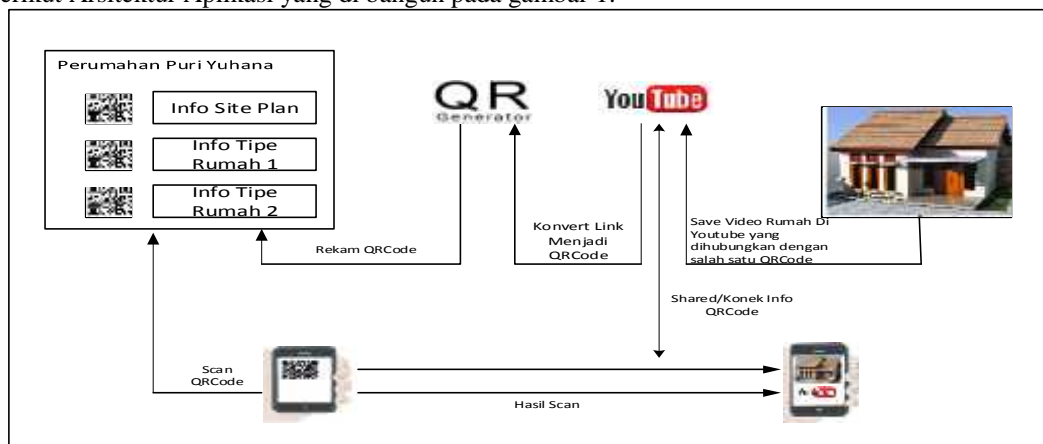 erikut Arsitektur Aplikasi yang di bangun pada gambar 1.
Perumahan Puri Yuhana
Info Site Plan
Info Tipe
Rumah 1
Info Tipe
Rumah 2
QR
Generator
YouTube
Rekam QRCode
Konvert Link
Menjadi
QRCode
Save Video Rumah Di
Youtube yang
dihubungkan dengan
salah satu QRCode
Shared/Konek Info
QRCode
Scan
QRCode
Hasil Scan